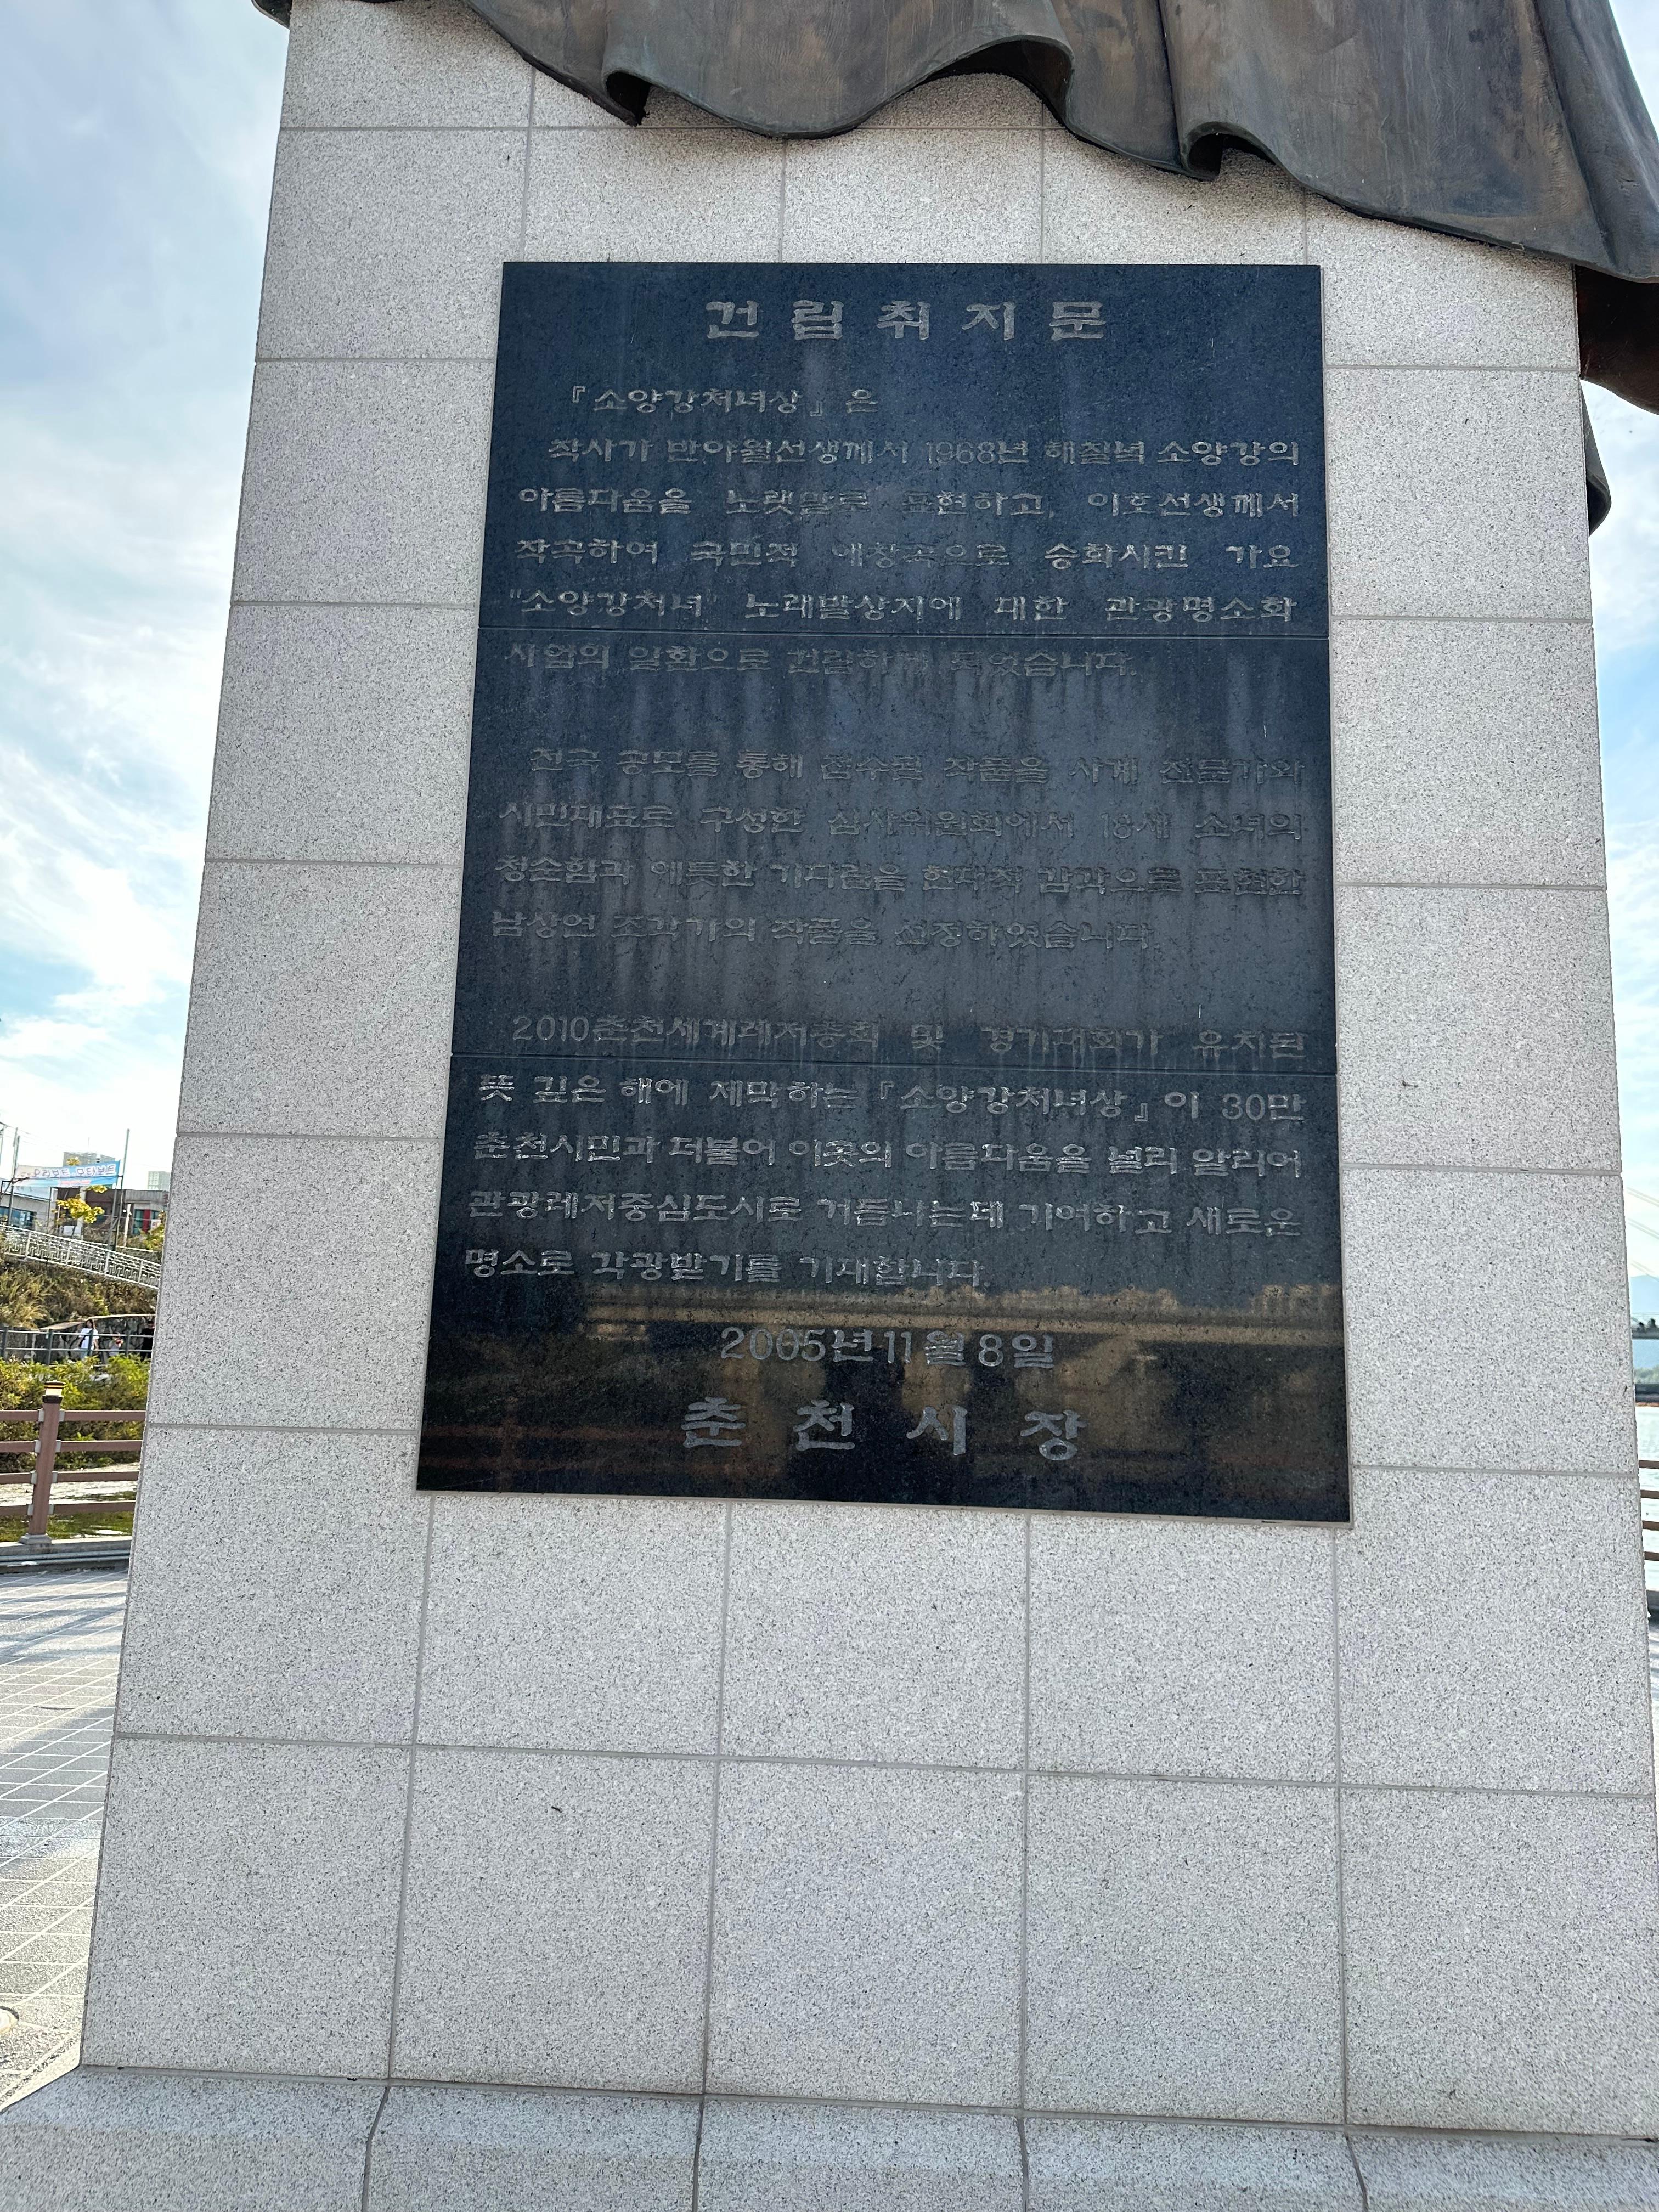 건립취지문
『소양강처녀상』은
작사가 반야월선생께서 1968년 해질녘 소양강의
아름다움을 노랫말로 표현하고, 이호선생께서
작곡하여 국민적 애창곡으로 승화시킨 가요
"소양강처녀" 노래발상지에 대한 관광명소화
사업의 일환으로 건립하게 되었습니다.
전국 공모를 통해 접수된 작품을 사계 전문가와
시민대표로 구성한 심사위원회에서 18세 소녀의
청순함과 애틋한 기다림을 현대적 감각으로 표현한
남상연 조각가의 작품을 선정하였습니다.
2010춘천세계레저총회 및 경기대회가 유치된
뜻 깊은 해에 제막하는『소양강처녀상』이 30만
춘천시민과 더불어 이곳의 아름다움을 널리 알리어
관광레저중심도시로 거듭나는데 기여하고 새로운
명소로 각광받기를 기대합니다.
2005년11월8일
춘천시장